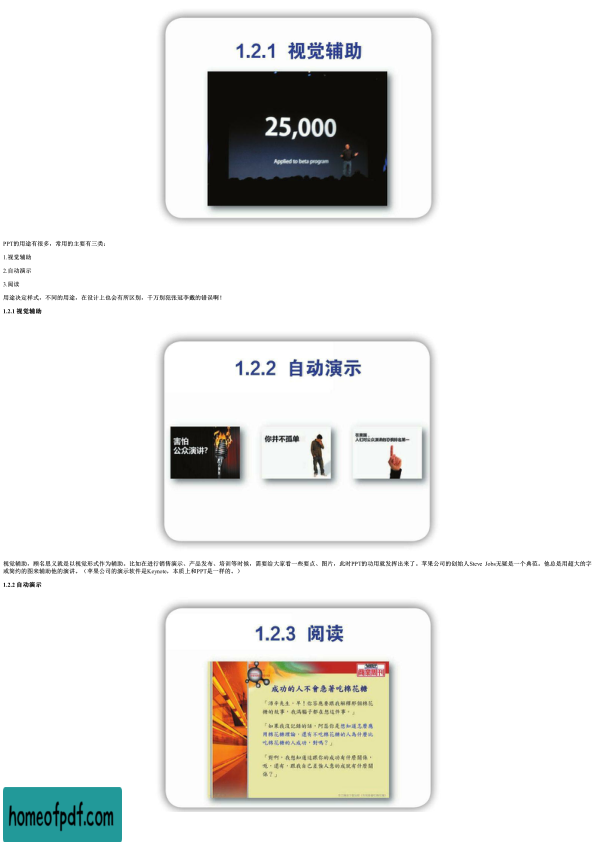 1.2.1 视觉辅助
25,000
Applied to beta program
PPT的用途有很多，常用的主要有三类：
1.视觉辅助
2.自动演示
3.阅读
用途决定样式，不同的用途，在设计上也会有所区别，千万别犯张冠李戴的错误啊！
1.2.1 视觉辅助
1.2.2 自动演示
害怕
公众演讲？
你并不孤单
在美国，
人们对公众演讲的恐惧排名第一
视觉辅助，顾名思义就是以视觉形式作为辅助。比如在进行销售演示、产品发布、培训等时候，需要给大家看一些要点、图片，此时PPT的功用就发挥出来了。苹果公司的创始人Steve Jobs无疑是一个典范，他总是用超大的字
或简约的图来辅助他的演讲。（苹果公司的演示软件是Keynote，本质上和PPT是一样的。）
1.2.2 自动演示
1.2.3 阅读
商業周刊
成功的人不會急著吃棉花糖
homeofpdf.com